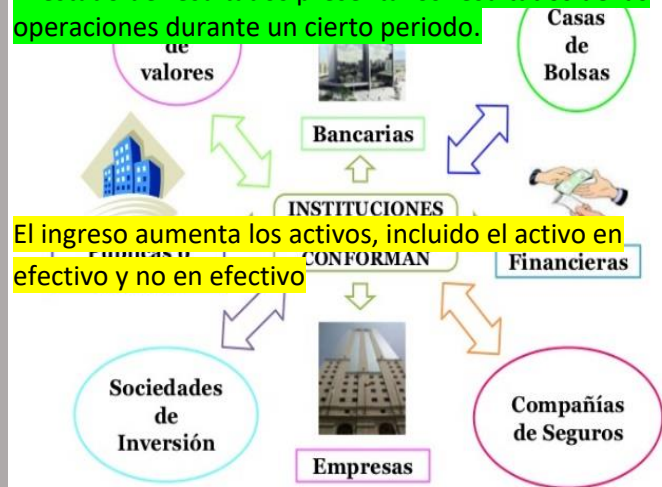 operaciones durante un cierto periodo.
de
valores
Casas
de
Bolsas
Bancarias
INSTITUCIONES
El ingreso aumenta los activos, incluido el activo en
efectivo y no en efectivo
CONFORMAN
Financieras
Sociedades
de
Inversión
Compañías
de Seguros
Empresas